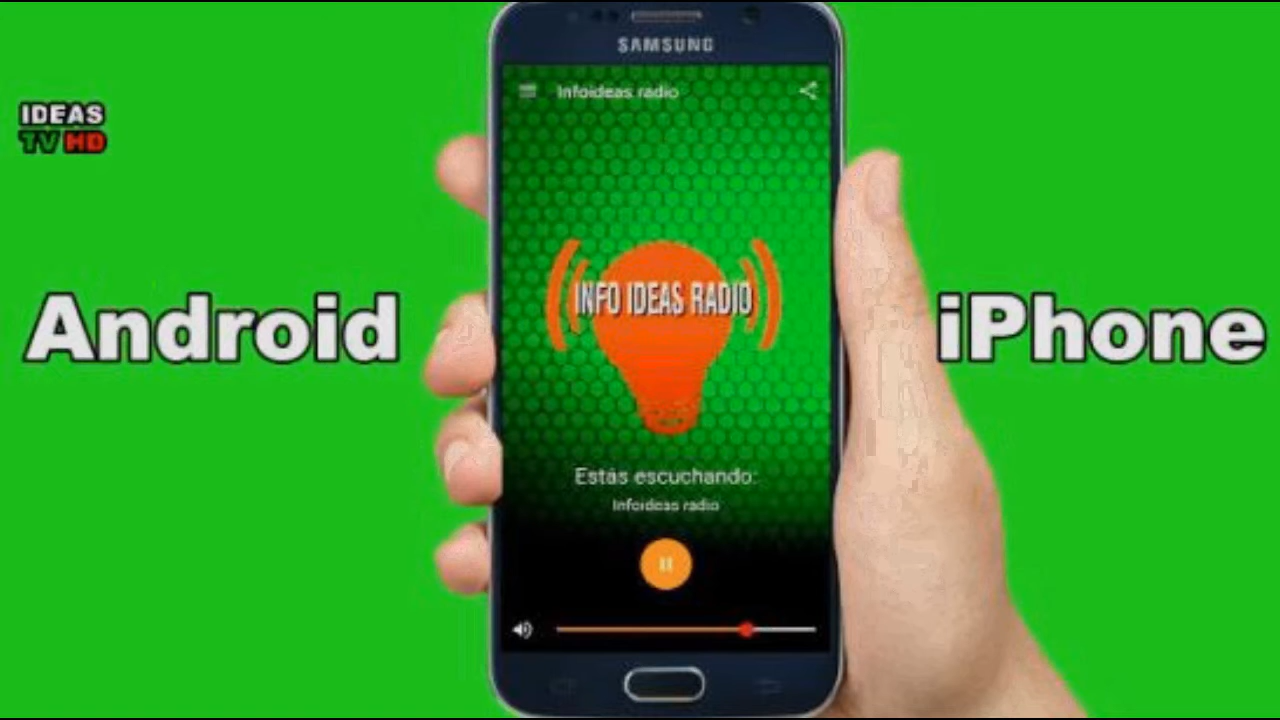 SAMSUNG
Infoideas radio
IDEAS
TV HD
Android
iPhone
INFO IDEAS RADIO
Estás escuchando:
Infoideas radio